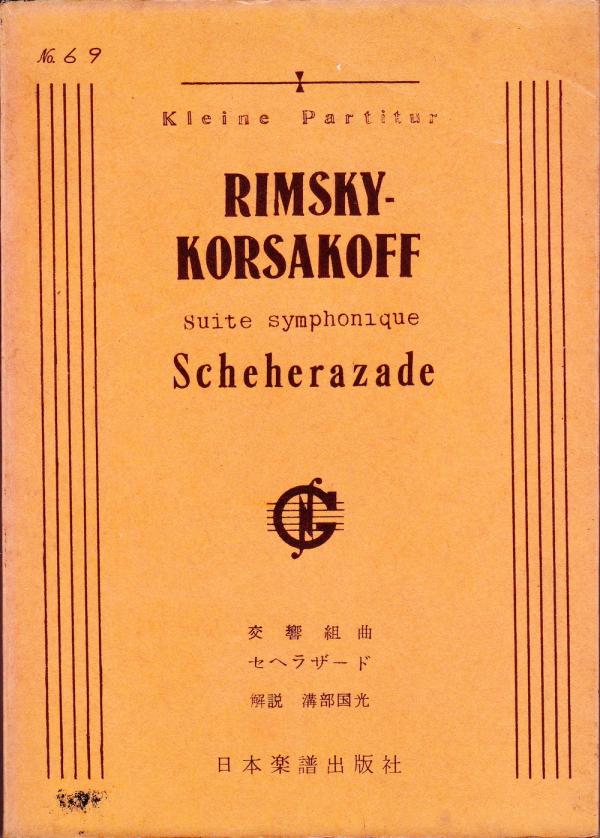 No. 69
Kleine Partitur
RIMSKY-
KORSAKOFF
Suite symphonique
Scheherazade
G N
交響組曲
セヘラザード
解説 溝部国光
日本楽譜出版社